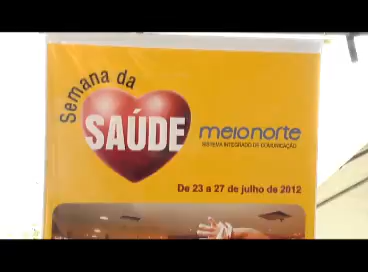 Semana da
SAÚDE
meionorte
SISTEMA INTEGRADO DE COMUNICAÇÃO
De 23 a 27 de julho de 2012